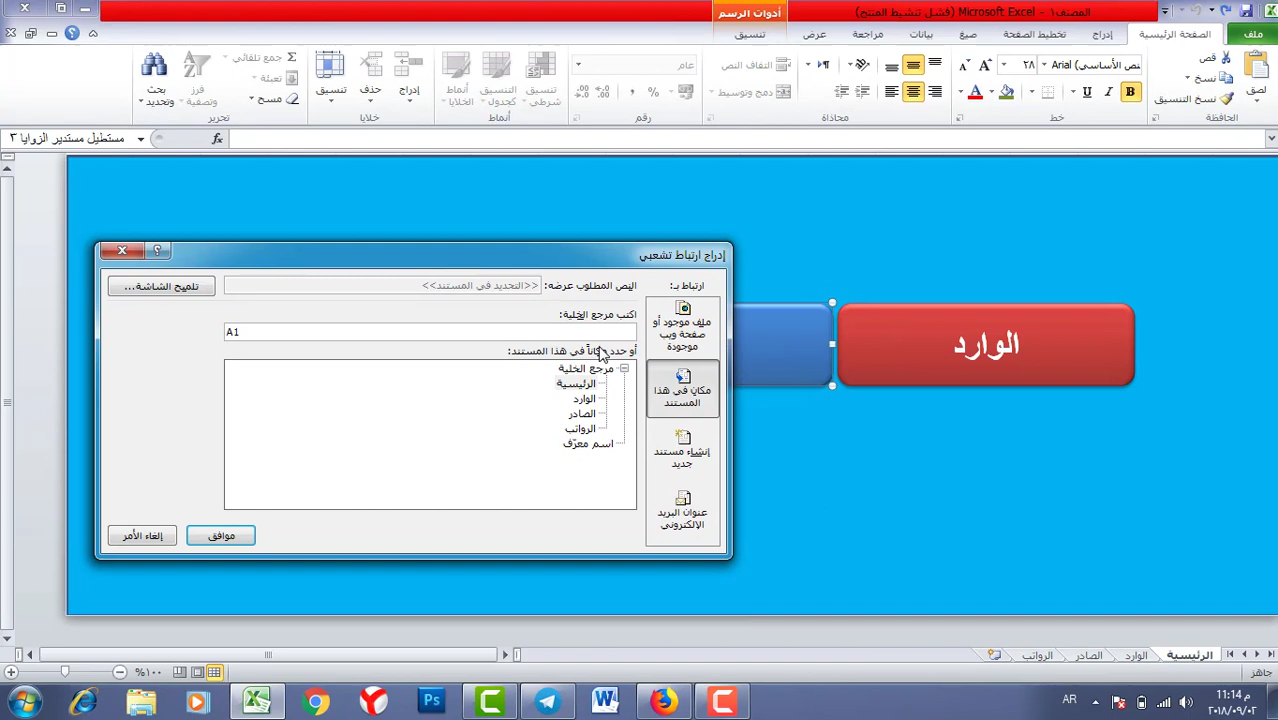 المصنف١ - Microsoft Excel (فشل تنشيط المنتج)
أدوات الرسم
ملف
الصفحة الرئيسية
إدراج
تخطيط الصفحة
صيغ
بيانات
مراجعة
عرض
تنسيق
لصق
قص
نسخ
نسخ التنسيق
الحافظة
نص الأساسي) Arial)
٢٨
خط
التفاف النص
دمج وتوسيط
محاذاة
عام
رقم
تنسيق شرطي
التنسيق كجدول
أنماط الخلايا
أنماط
إدراج
حذف
تنسيق
خلايا
جمع تلقائي
تعبئة
مسح
فرز وتصفية
بحث وتحديد
تحرير
مستطيل مستدير الزوايا ٣
fx
الوارد
إدراج ارتباط تشعبي
ارتباط بـ:
النص المطلوب عرضه:
<<التحديد في المستند>>
تلميح الشاشة...
ملف موجود أو صفحة ويب موجودة
مكان في هذا المستند
إنشاء مستند جديد
عنوان البريد الإلكتروني
اكتب مرجع الخلية:
A1
أو حدد مكاناً في هذا المستند:
مرجع الخلية
الرئيسية
الوارد
الصادر
الرواتب
اسم معرّف
موافق
إلغاء الأمر
الرئيسية
الوارد
الصادر
الرواتب
جاهز
١٠٠%
Ps
AR
١١:١٤ م
٢٠١٨/٠٩/٠٢